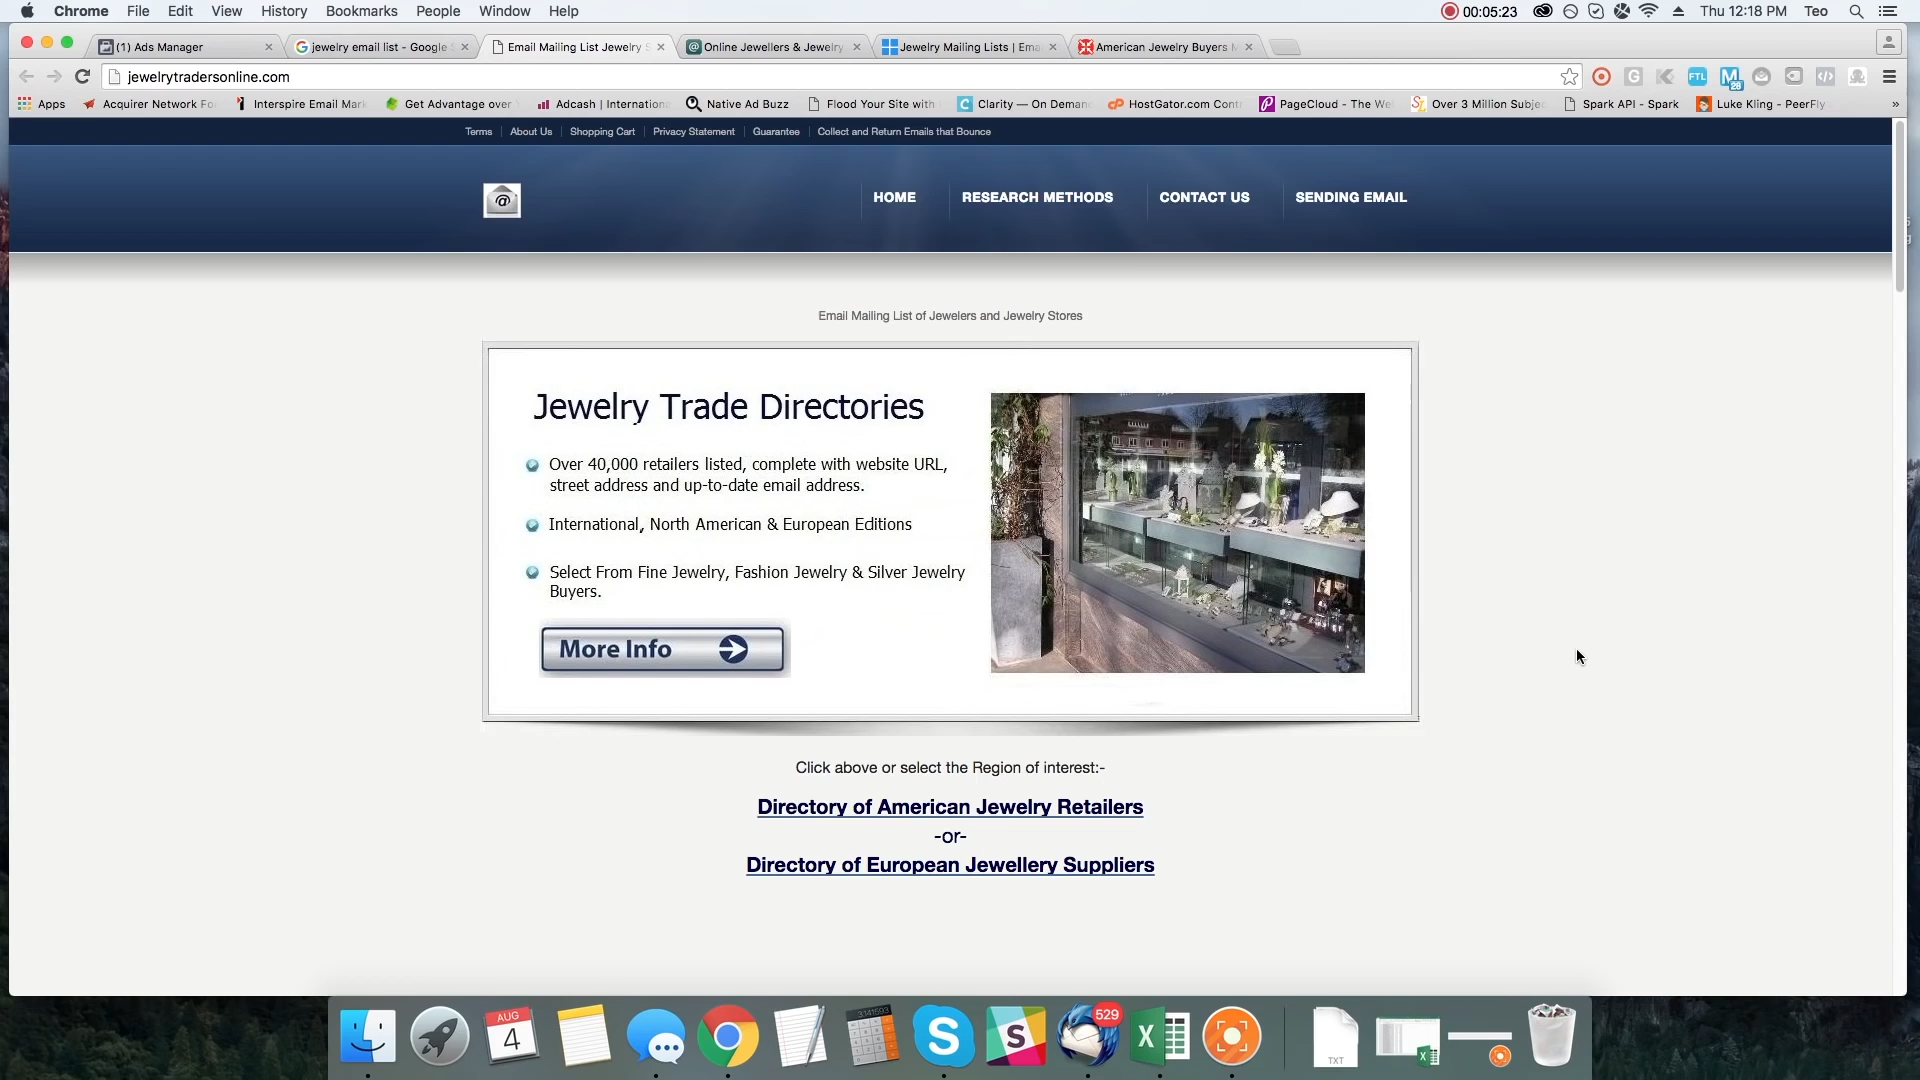 Chrome File Edit View History Bookmarks People Window Help 00:05:23 Thu 12:18 PM Teo
(1) Ads Manager
jewelry email list - Google
Email Mailing List Jewelry S
Online Jewellers & Jewelry
Jewelry Mailing Lists | Ema
American Jewelry Buyers
jewelrytradersonline.com
FTL
28
Apps Acquirer Network Fo Interspire Email Mark Get Advantage over Adcash | Internationa Native Ad Buzz Flood Your Site with Clarity — On Deman HostGator.com Cont PageCloud - The We Over 3 Million Subje Spark API - Spark Luke Kling - PeerFly »
Terms About Us Shopping Cart Privacy Statement Guarantee Collect and Return Emails that Bounce
@ HOME RESEARCH METHODS CONTACT US SENDING EMAIL
Email Mailing List of Jewelers and Jewelry Stores
Jewelry Trade Directories
Over 40,000 retailers listed, complete with website URL,
street address and up-to-date email address.
International, North American & European Editions
Select From Fine Jewelry, Fashion Jewelry & Silver Jewelry
Buyers.
More Info
Click above or select the Region of interest:-
Directory of American Jewelry Retailers
-or-
Directory of European Jewellery Suppliers
AUG
4
3.141593
529
TXT